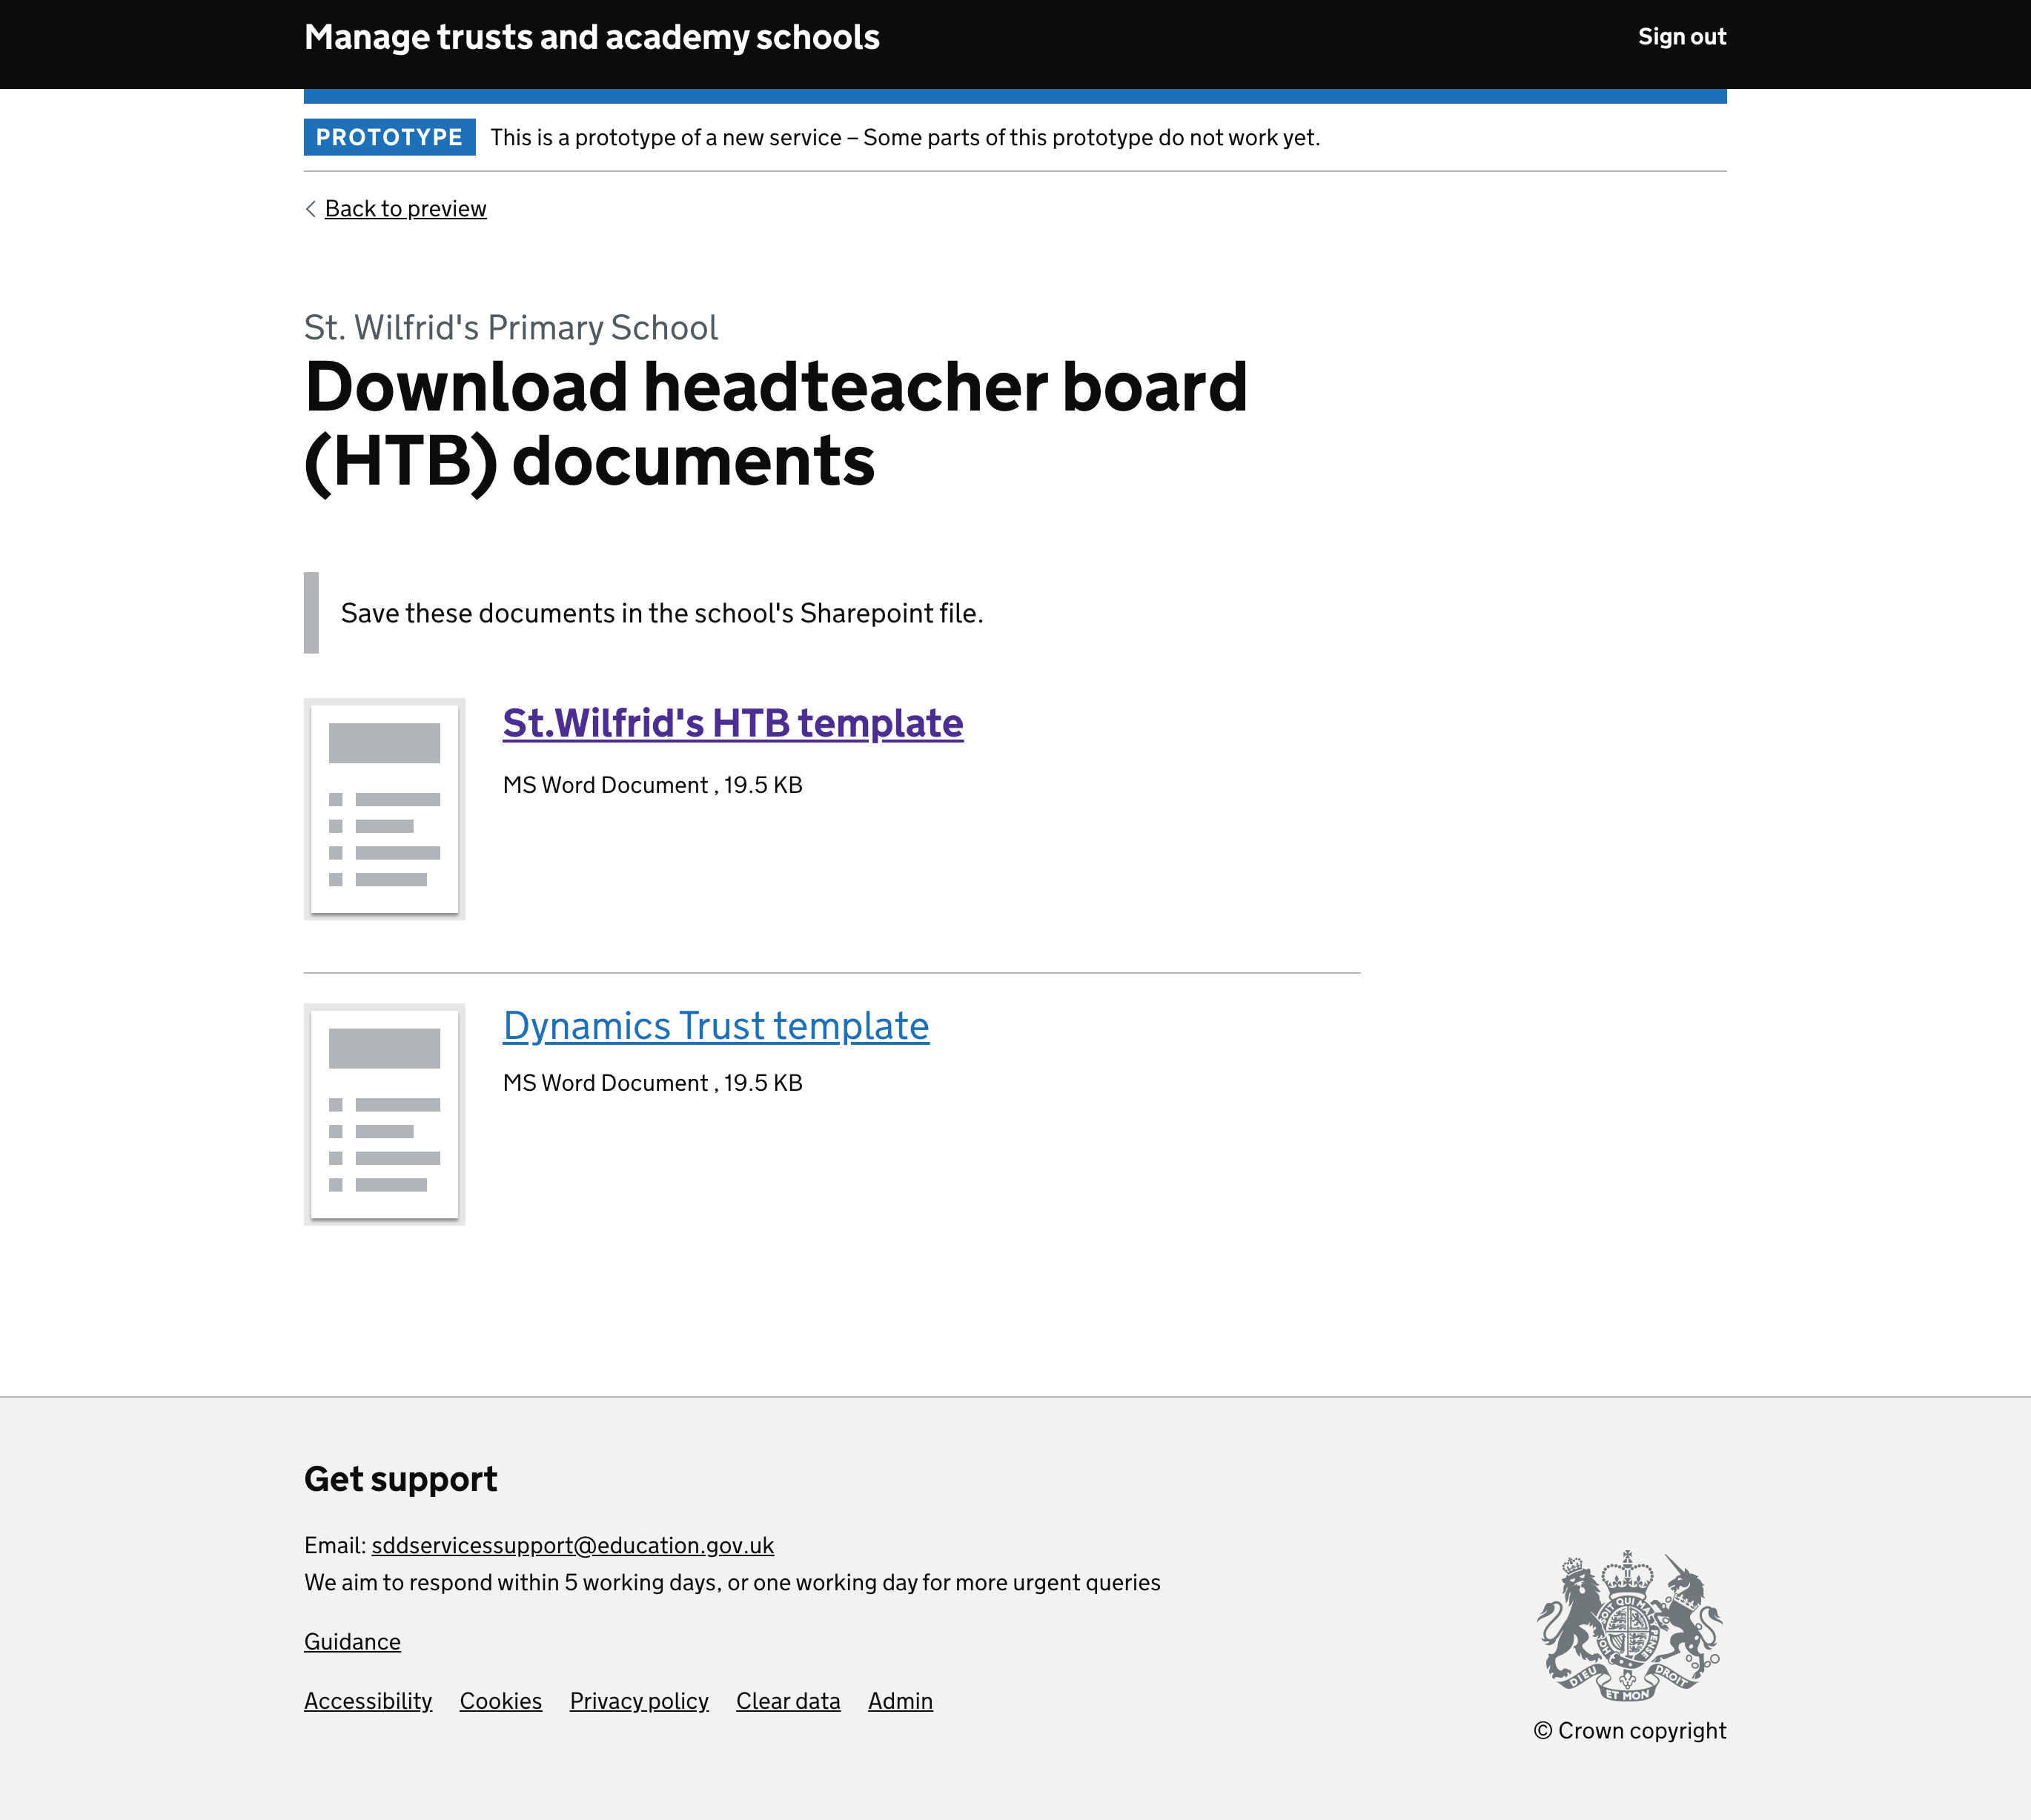 Manage trusts and academy schools
Sign out
PROTOTYPE This is a prototype of a new service – Some parts of this prototype do not work yet.
Back to preview
St. Wilfrid's Primary School
Download headteacher board
(HTB) documents
Save these documents in the school's Sharepoint file.
St.Wilfrid's HTB template
MS Word Document , 19.5 KB
Dynamics Trust template
MS Word Document , 19.5 KB
Get support
Email: sddservicessupport@education.gov.uk
We aim to respond within 5 working days, or one working day for more urgent queries
Guidance
Accessibility Cookies Privacy policy Clear data Admin
SOIT QUI MAL
PENSE
HON
DIEU
ET MON
DROIT
© Crown copyright